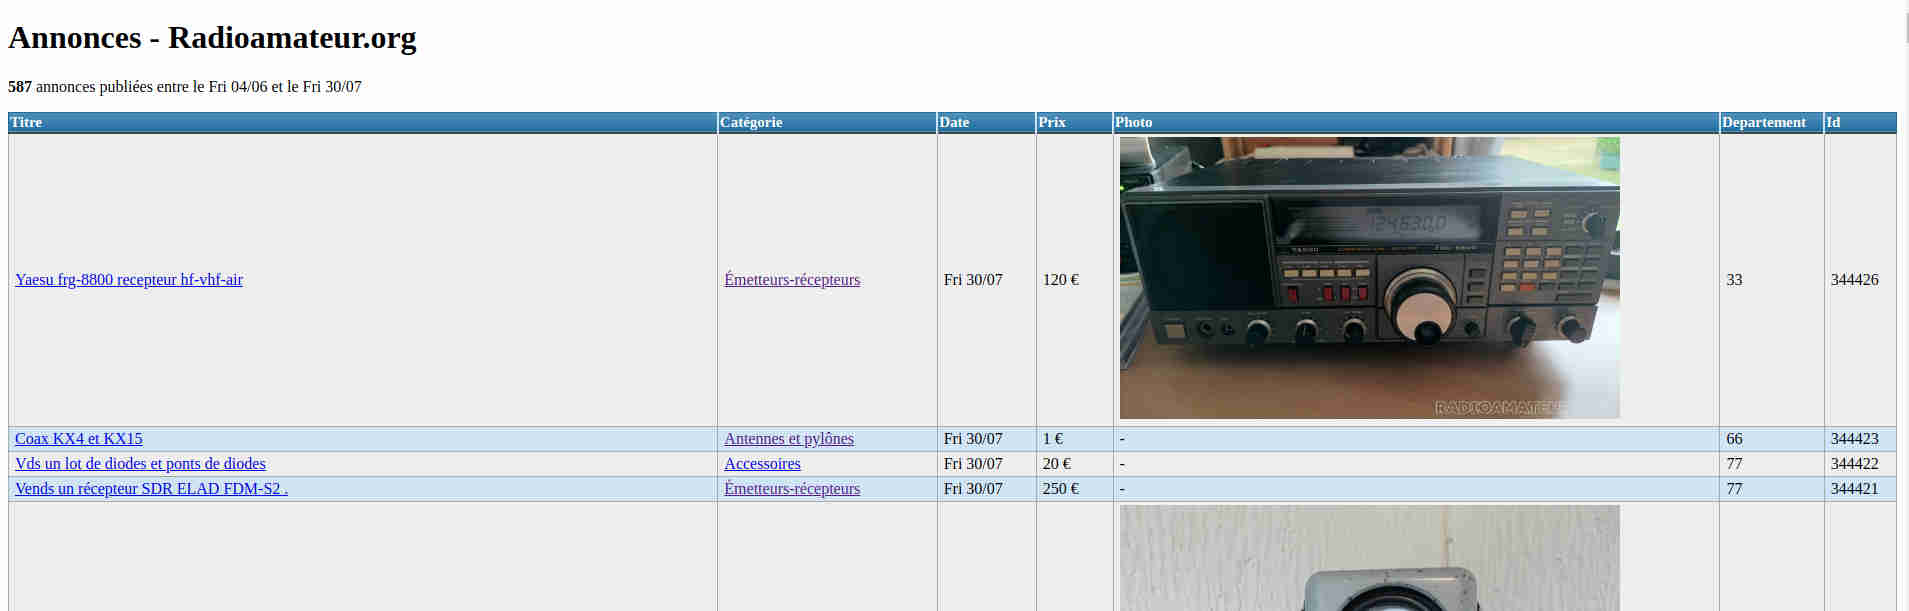 Annonces - Radioamateur.org
587 annonces publiées entre le Fri 04/06 et le Fri 30/07
Titre Catégorie Date Prix Photo Departement Id
Yaesu frg-8800 recepteur hf-vhf-air Émetteurs-récepteurs Fri 30/07 120 € 33 344426
124.630.0
YAESU
RADIOAMATEUR
Coax KX4 et KX15 Antennes et pylônes Fri 30/07 1 € - 66 344423
Vds un lot de diodes et ponts de diodes Accessoires Fri 30/07 20 € - 77 344422
Vends un récepteur SDR ELAD FDM-S2 . Émetteurs-récepteurs Fri 30/07 250 € - 77 344421